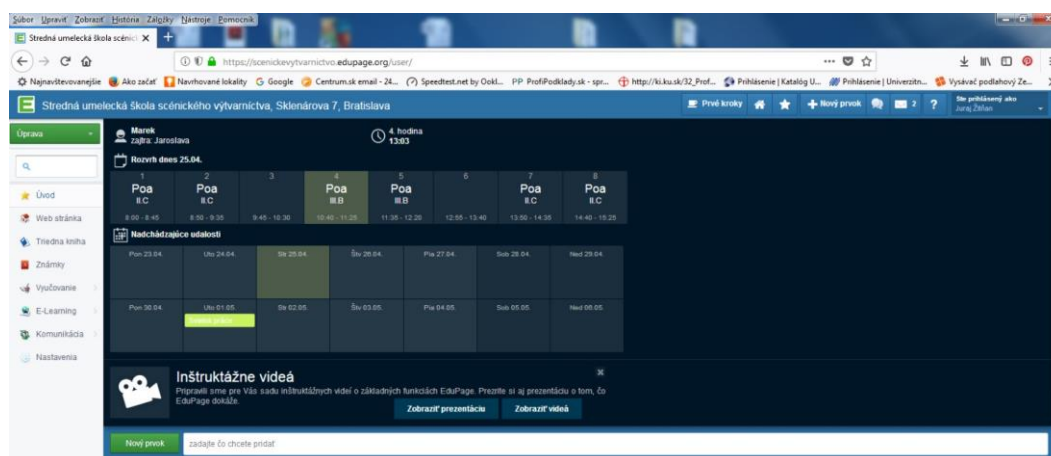 Súbor Upraviť Zobraziť História Záložky Nástroje Pomocník
Stredná umelecká škola scénic
https://scenickevytvarnictvo.edupage.org/user/
Najnavštevovanejšie Ako začať Navrhované lokality Google Centrum.sk email - 24... Speedtest.net by Ookl... ProfiPodklady.sk - spr... http://ki.ku.sk/32_Prof... Prihlásenie | Katalóg U... Prihlásenie | Univerzitn... Vysávač podlahový Ze...
Stredná umelecká škola scénického výtvarníctva, Sklenárova 7, Bratislava
Prvé kroky
Nový prvok
2
?
Ste prihlásený ako
Juraj
Úprava
Úvod
Web stránka
Triedna kniha
Známky
Vyučovanie
E-Learning
Komunikácia
Nastavenia
Marek
zajtra: Jaroslava
4. hodina
13:03
Rozvrh dnes 25.04.
1 2 3 4 5 6 7 8
Poa Poa Poa Poa Poa Poa
II.C II.C III.B III.B II.C II.C
8:00 - 8:45 8:50 - 9:35 9:45 - 10:30 10:40 - 11:25 11:35 - 12:20 12:55 - 13:40 13:50 - 14:35 14:40 - 15:25
Nadchádzajúce udalosti
Pon 23.04. Uto 24.04. Str 25.04. Štv 26.04. Pia 27.04. Sob 28.04. Ned 29.04.
Pon 30.04. Uto 01.05. Str 02.05. Štv 03.05. Pia 04.05. Sob 05.05. Ned 06.05.
Inštruktážne videá
Pripravili sme pre Vás sadu inštruktážnych videí o základných funkciách EduPage. Prezrite si aj prezentáciu o tom, čo
EduPage dokáže.
Zobraziť prezentáciu Zobraziť videá
Nový prvok zadajte čo chcete pridať